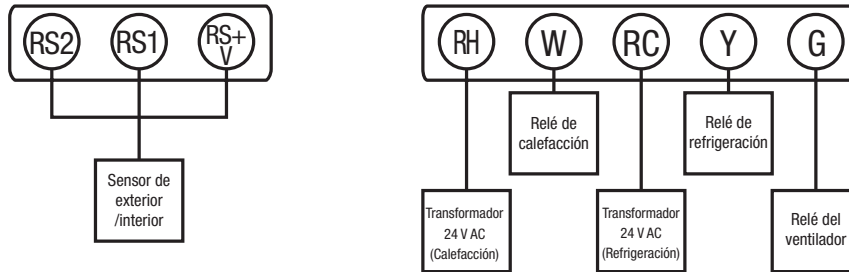 RS2
RS1
RS+
V
Sensor de
exterior
/interior
RH
W
RC
Y
G
Relé de
calefacción
Relé de
refrigeración
Transformador
24 V AC
(Calefacción)
Transformador
24 V AC
(Refrigeración)
Relé del
ventilador